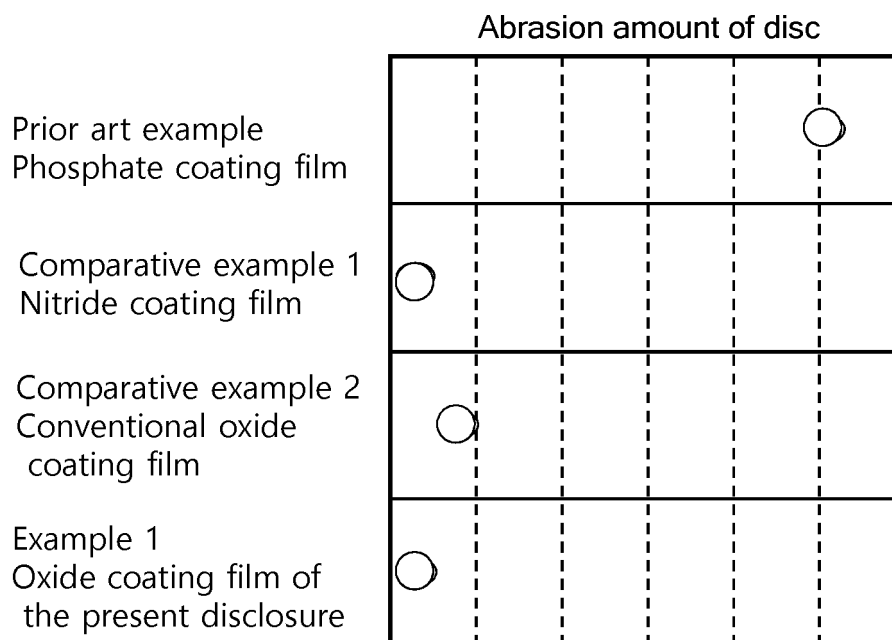 Abrasion amount of disc
Prior art example
Phosphate coating film
Comparative example 1
Nitride coating film
Comparative example 2
Conventional oxide
coating film
Example 1
Oxide coating film of
the present disclosure